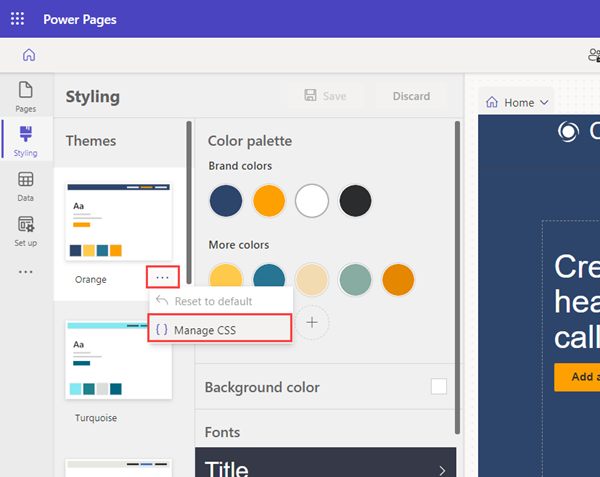 Power Pages
Pages
Styling
Data
Set up
Styling
Save
Discard
Themes
Aa
Orange
Reset to default
{ } Manage CSS
Aa
Turquoise
Color palette
Brand colors
More colors
Background color
Fonts
Title
Home
Cre
hea
call
Add a